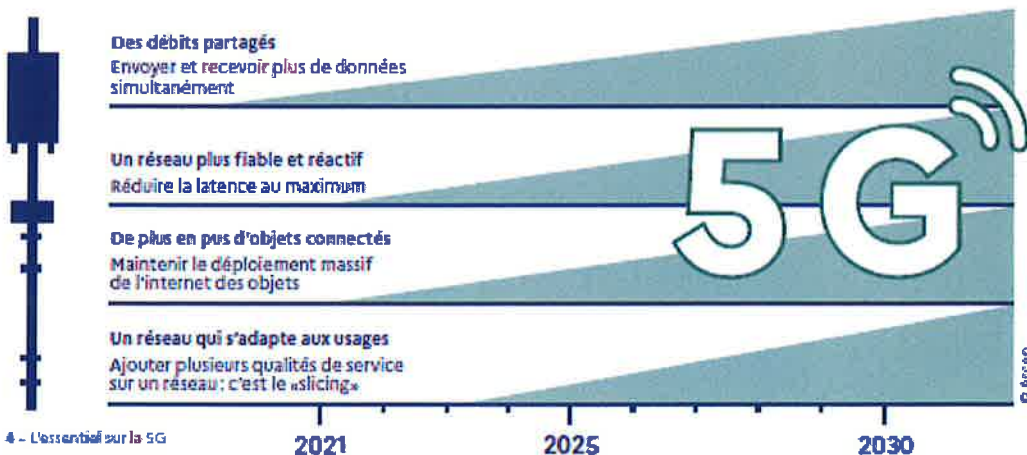 Des débits partagés
Envoyer et recevoir plus de données
simultanément
Un réseau plus fiable et réactif
Réduire la latence au maximum
De plus en pus d'objets connectés
Maintenir le déploiement massif
de l'internet des objets
Un réseau qui s'adapte aux usages
Ajouter plusieurs qualités de service
sur un réseau : c'est le «slicing»
5G
2021
2025
2030
4 - L'essentiel sur la 5G